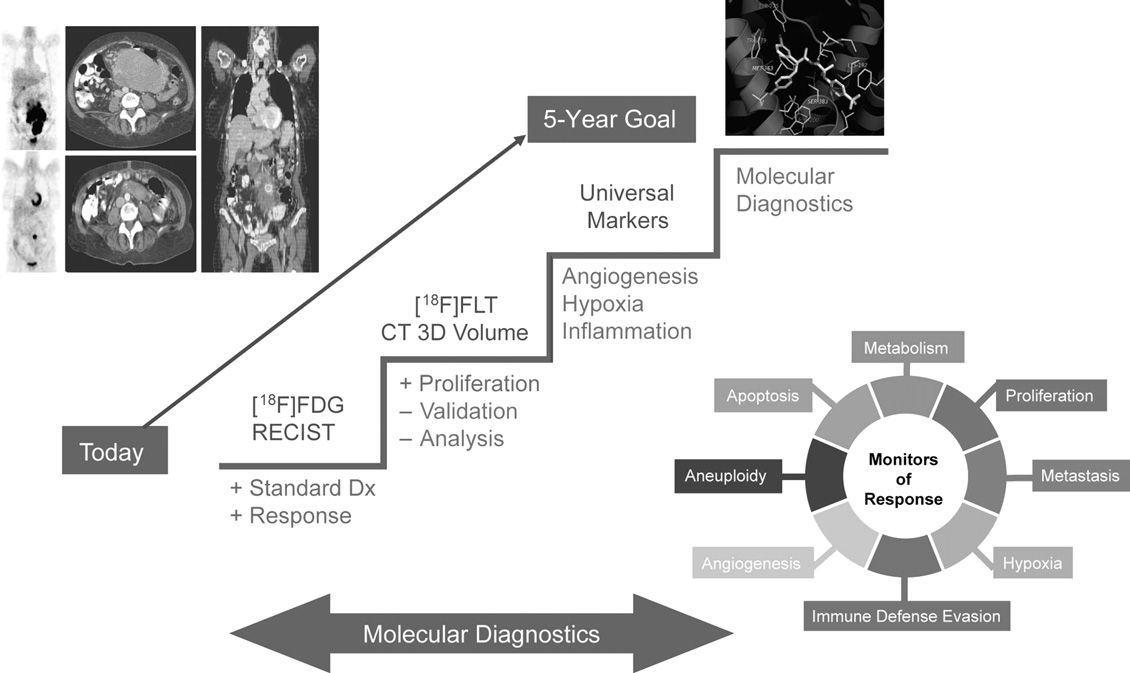 5-Year Goal
Universal
Markers
Molecular
Diagnostics
[¹⁸F]FLT
CT 3D Volume
Angiogenesis
Hypoxia
Inflammation
[¹⁸F]FDG
RECIST
+ Proliferation
– Validation
– Analysis
Today
+ Standard Dx
+ Response
Metabolism
Apoptosis
Proliferation
Aneuploidy
Monitors
of
Response
Metastasis
Angiogenesis
Hypoxia
Immune Defense Evasion
Molecular Diagnostics